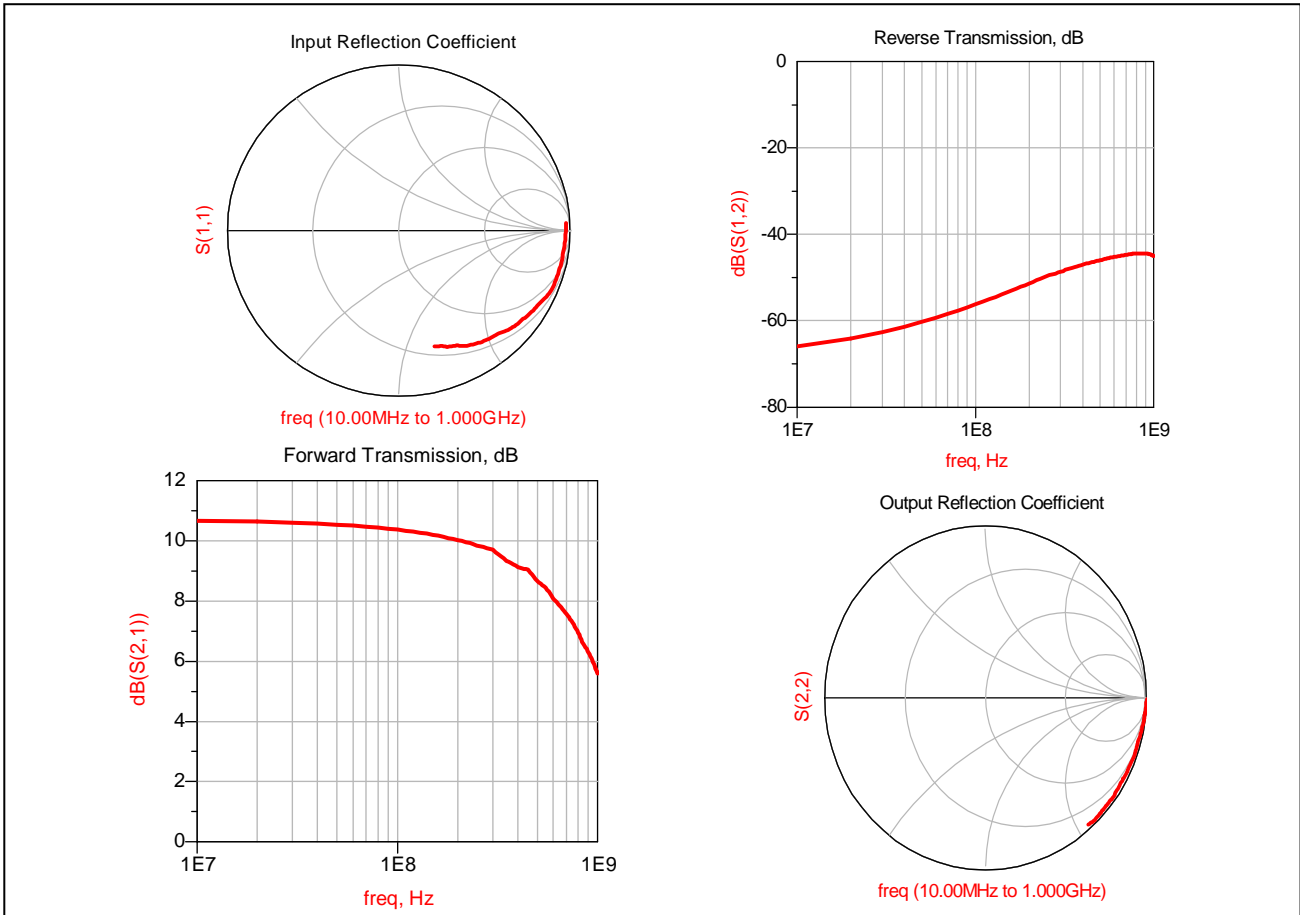 Input Reflection Coefficient
S(1,1)
freq (10.00MHz to 1.000GHz)
Reverse Transmission, dB
0
-20
-40
-60
-80
dB(S(1,2))
1E7
1E8
1E9
freq, Hz
Forward Transmission, dB
12
10
8
6
4
2
0
dB(S(2,1))
1E7
1E8
1E9
freq, Hz
Output Reflection Coefficient
S(2,2)
freq (10.00MHz to 1.000GHz)